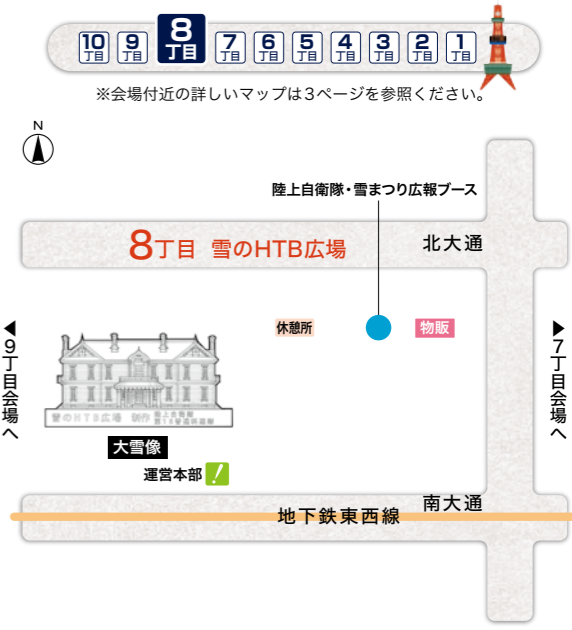 10丁目 9丁目 8丁目 7丁目 6丁目 5丁目 4丁目 3丁目 2丁目 1丁目
※会場付近の詳しいマップは3ページを参照ください。
N
陸上自衛隊・雪まつり広報ブース
8丁目 雪のHTB広場
北大通
◀9丁目会場へ
休憩所
物販
▶7丁目会場へ
雪のHTB広場 制作
大雪像
運営本部
南大通
地下鉄東西線